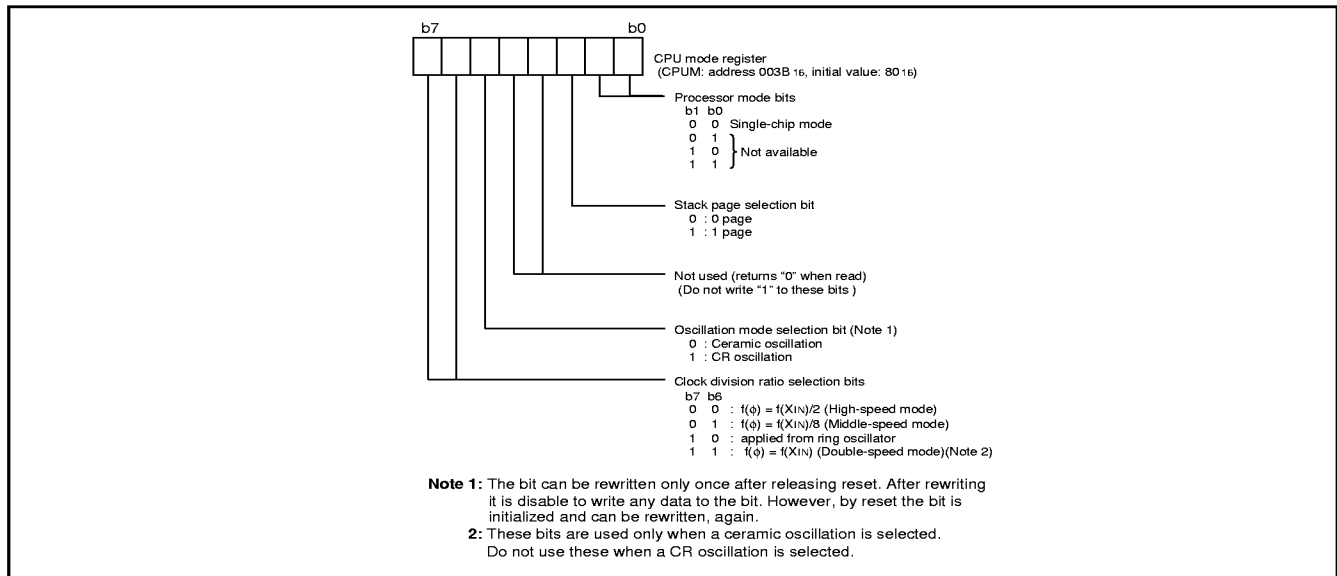 b7 b0
CPU mode register
(CPUM: address 003B 16, initial value: 80 16)
Processor mode bits
b1 b0
0 0 Single-chip mode
0 1
1 0 Not available
1 1
Stack page selection bit
0 : 0 page
1 : 1 page
Not used (returns “0” when read)
(Do not write “1” to these bits )
Oscillation mode selection bit (Note 1)
0 : Ceramic oscillation
1 : CR oscillation
Clock division ratio selection bits
b7 b6
0 0 : f(φ) = f(XIN)/2 (High-speed mode)
0 1 : f(φ) = f(XIN)/8 (Middle-speed mode)
1 0 : applied from ring oscillator
1 1 : f(φ) = f(XIN) (Double-speed mode)(Note 2)
Note 1: The bit can be rewritten only once after releasing reset. After rewriting
it is disable to write any data to the bit. However, by reset the bit is
initialized and can be rewritten, again.
2: These bits are used only when a ceramic oscillation is selected.
Do not use these when a CR oscillation is selected.